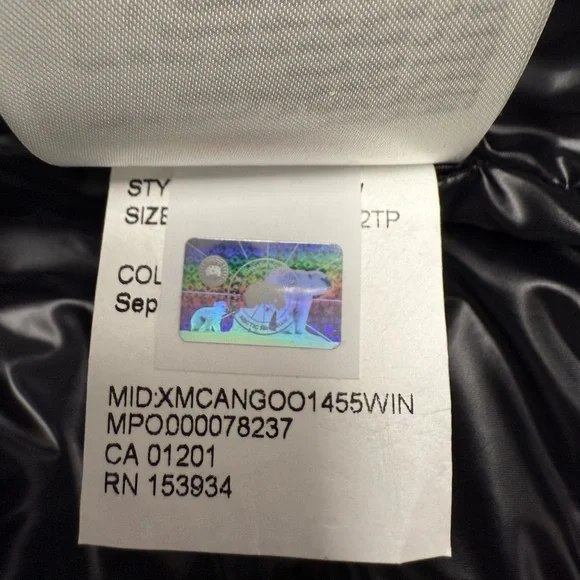 STY
SIZE 2TP
COL
Sep
MID:XMCANGOO1455WIN
MPO:000078237
CA 01201
RN 153934